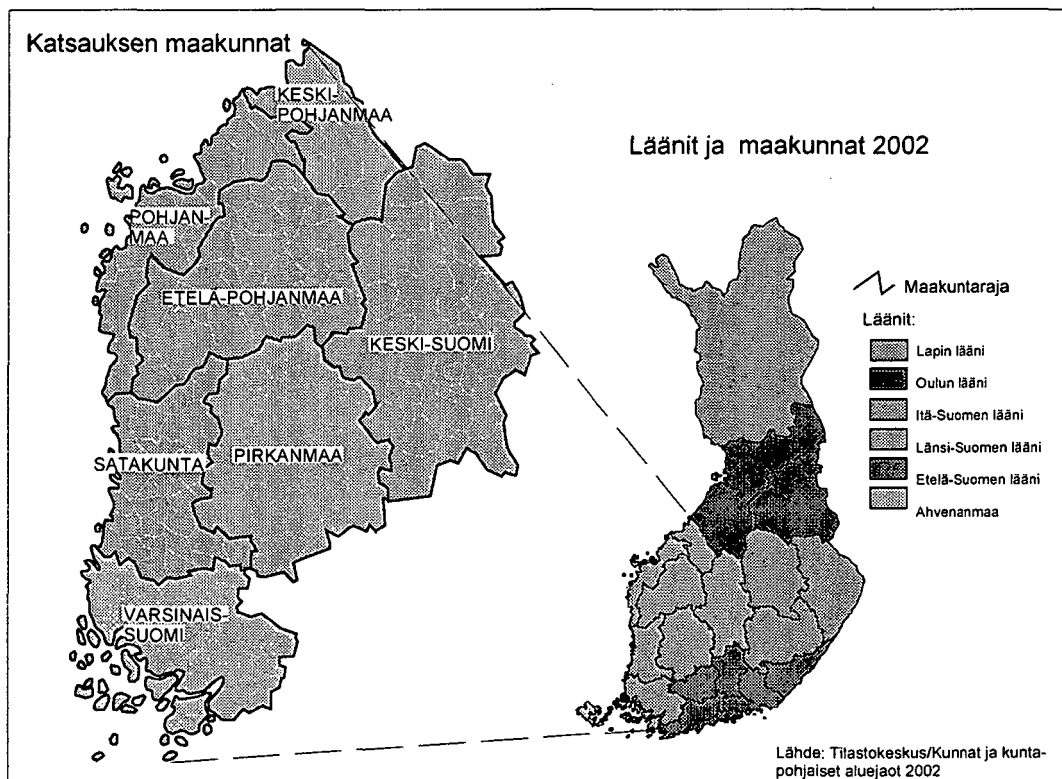 Katsauksen maakunnat
KESKI-
POHJANMAA
POHJAN-
MAA
ETELÄ-POHJANMAA
KESKI-SUOMI
SATAKUNTA
PIRKANMAA
VARSINAIS-
SUOMI
Läänit ja maakunnat 2002
Maakuntaraja
Läänit:
Lapin lääni
Oulun lääni
Itä-Suomen lääni
Länsi-Suomen lääni
Etelä-Suomen lääni
Ahvenanmaa
Lähde: Tilastokeskus/Kunnat ja kunta-
pohjaiset aluejaot 2002